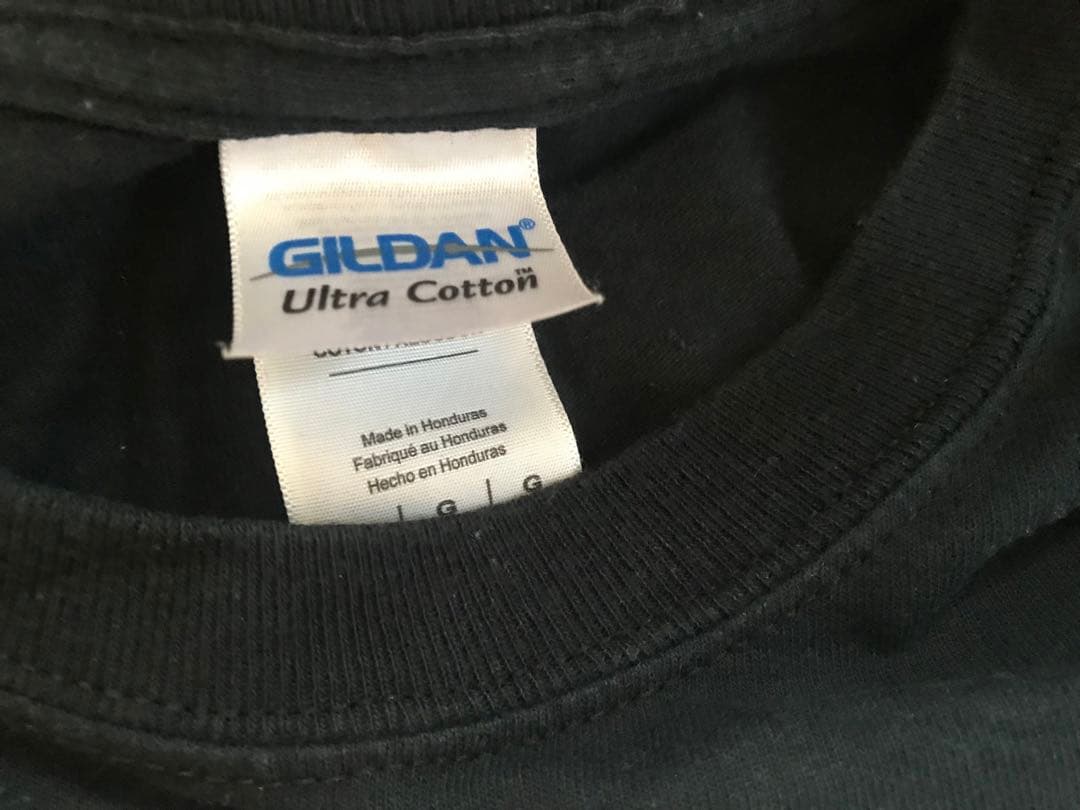 GILDAN®
Ultra Cotton™
Made in Honduras
Fabriqué au Honduras
Hecho en Honduras
| G | G